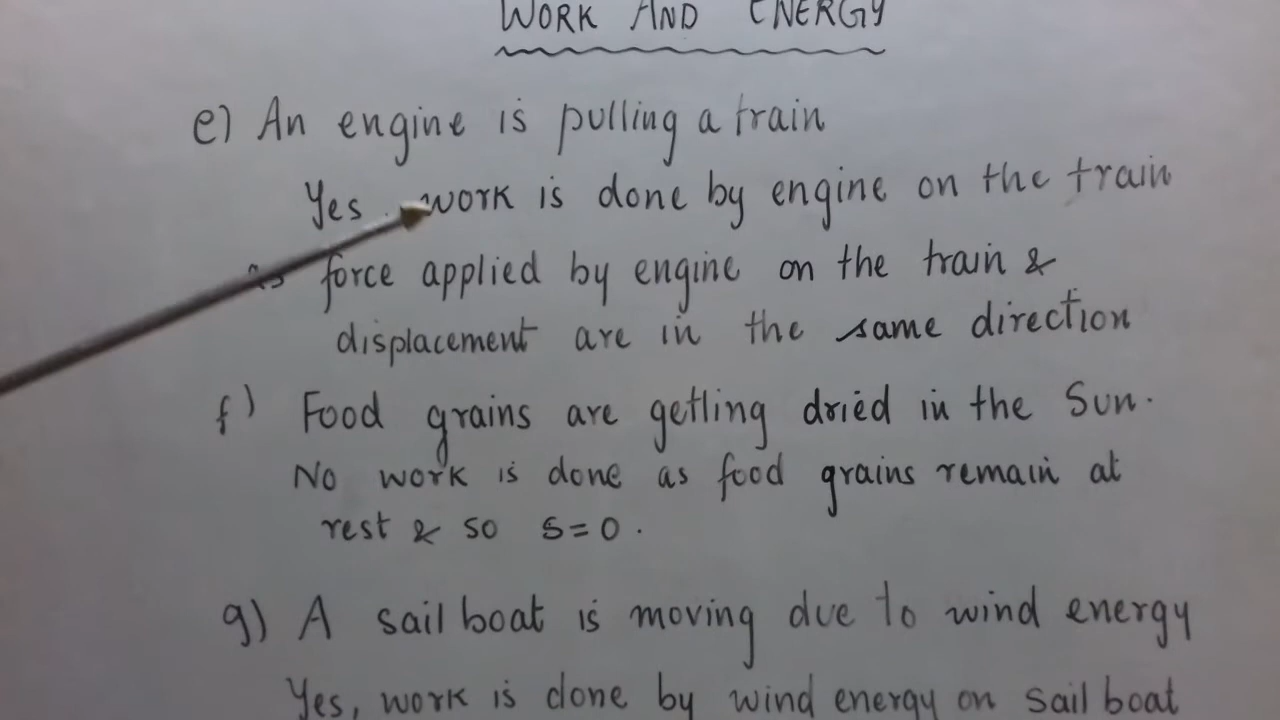 WORK AND ENERGY
e) An engine is pulling a train
Yes. work is done by engine on the train
as force applied by engine on the train &
displacement are in the same direction
f) Food grains are getting dried in the Sun.
No work is done as food grains remain at
rest & so s=0.
g) A sail boat is moving due to wind energy
Yes, work is done by wind energy on sail boat